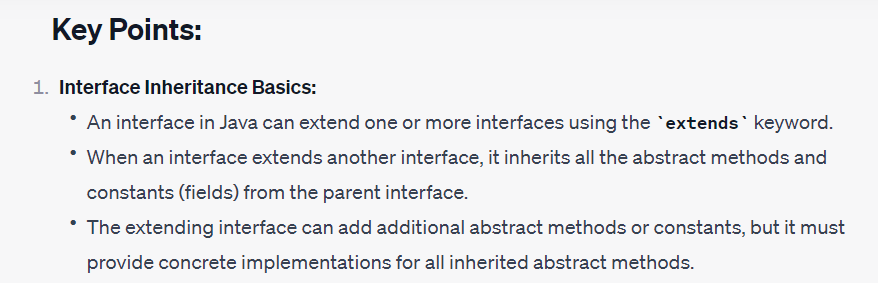 Key Points:
1. Interface Inheritance Basics:
• An interface in Java can extend one or more interfaces using the `extends` keyword.
• When an interface extends another interface, it inherits all the abstract methods and
constants (fields) from the parent interface.
• The extending interface can add additional abstract methods or constants, but it must
provide concrete implementations for all inherited abstract methods.